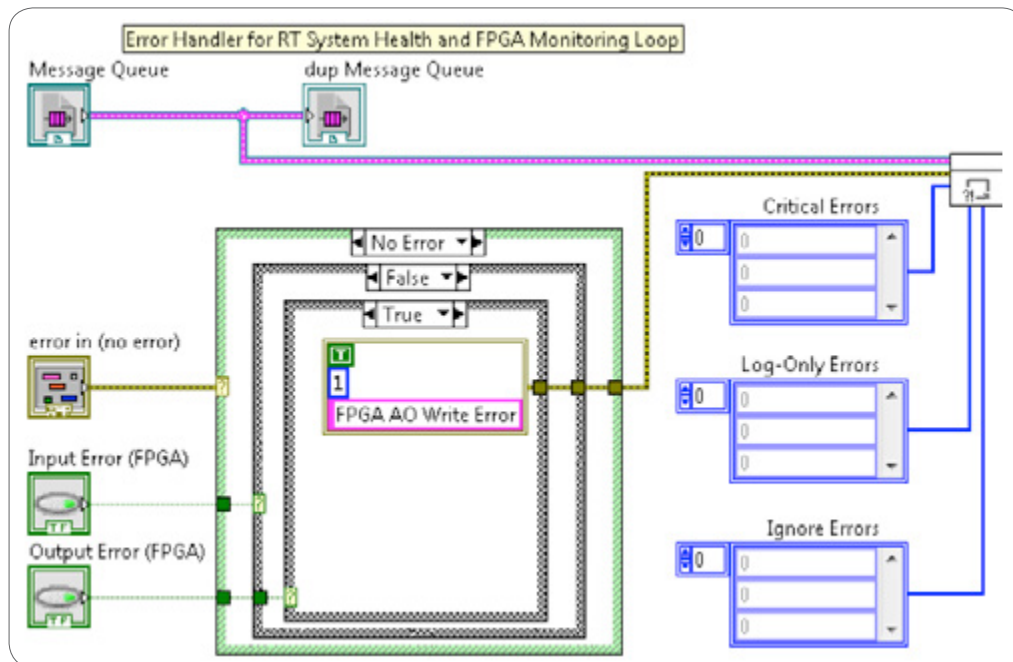 Error Handler for RT System Health and FPGA Monitoring Loop
Message Queue
dup Message Queue
?!
Critical Errors
0
0
0
0
No Error
False
True
error in (no error)
?
T
1
FPGA AO Write Error
Log-Only Errors
0
0
0
0
Input Error (FPGA)
?
TF
Output Error (FPGA)
?
TF
Ignore Errors
0
0
0
0